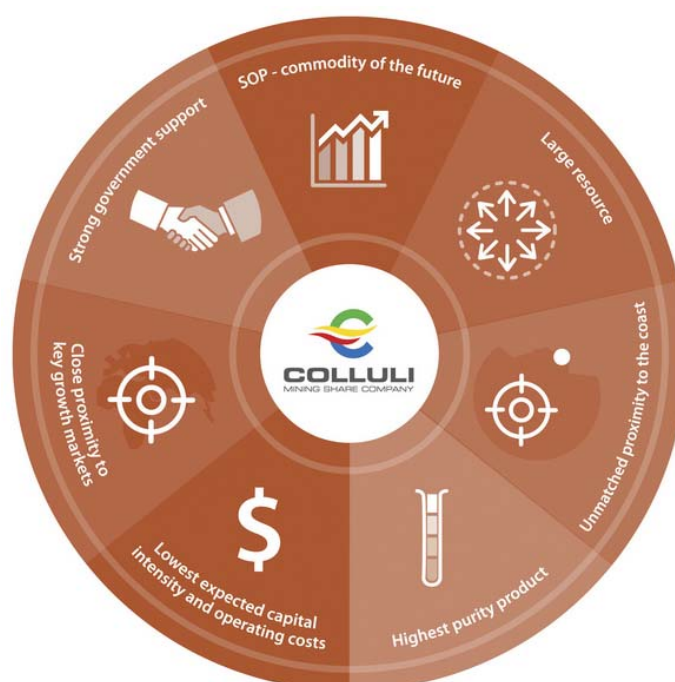 SOP - commodity of the future
Large
resource
Unmatched proximity to the coast
Highest purity product
Lowest expected capital
intensity and operating costs
Close proximity to
key growth markets
Strong government support
COLLULI
MINING SHARE COMPANY
$